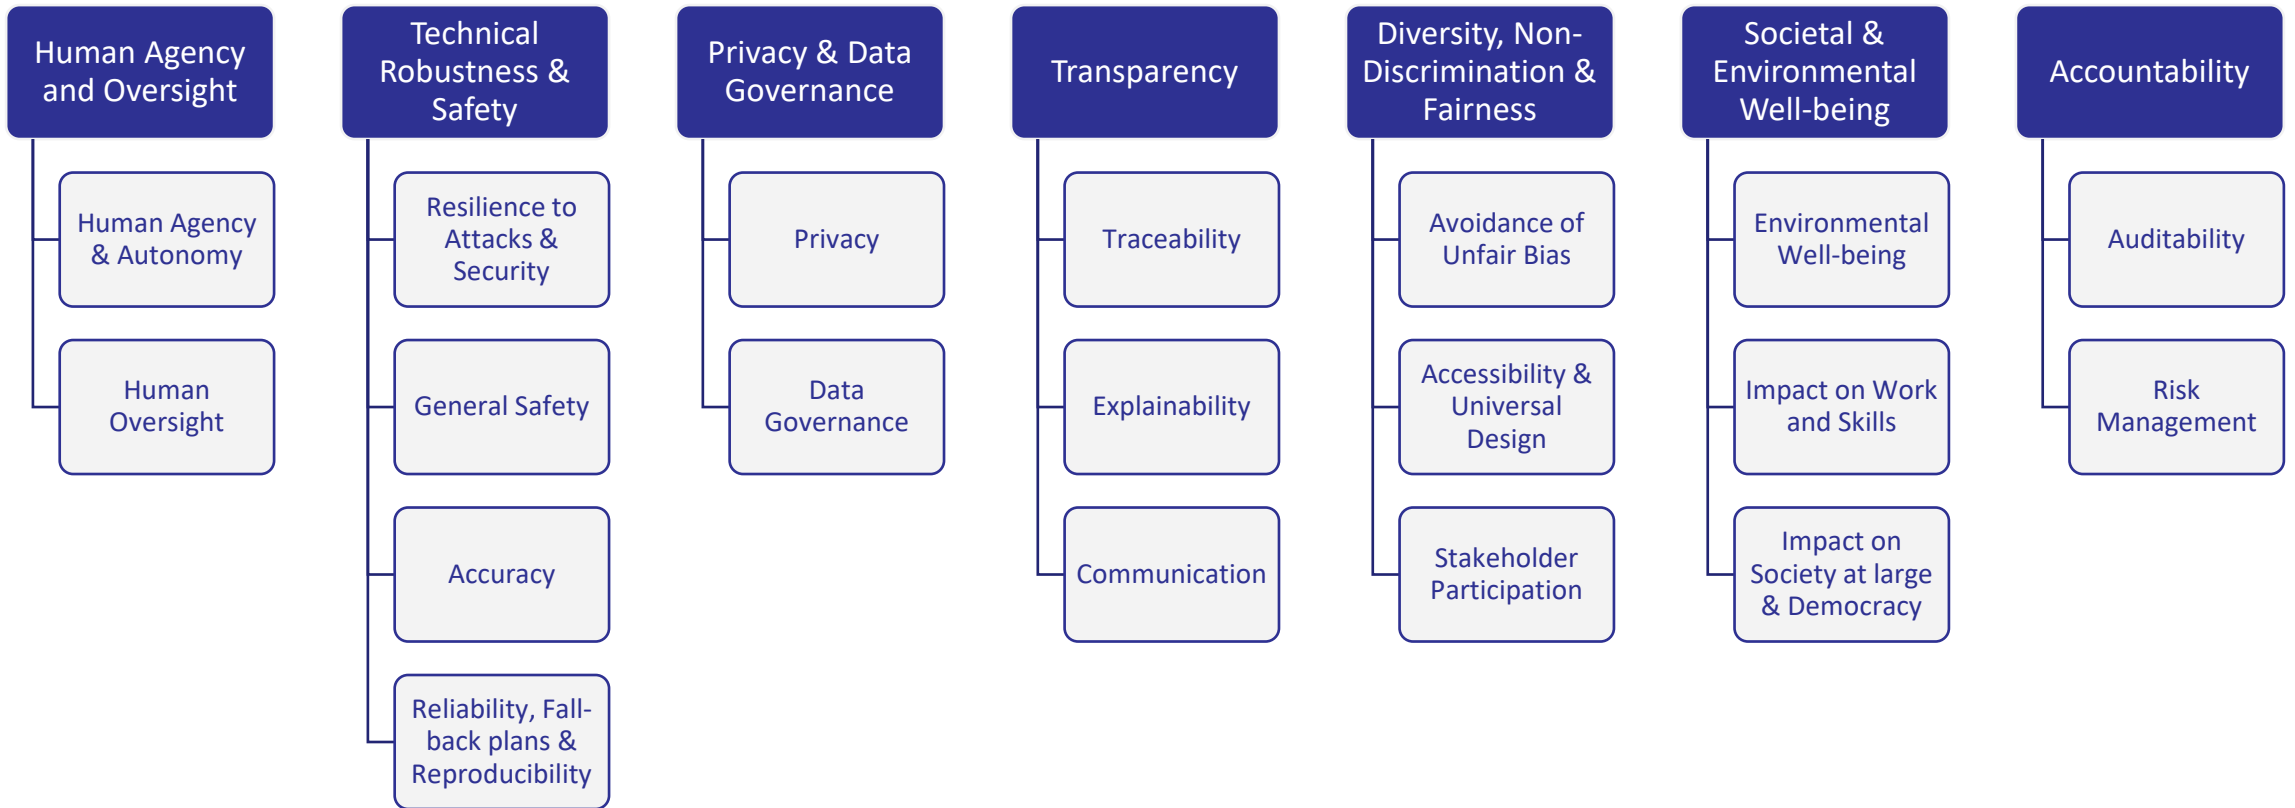 Human Agency
and Oversight
Human Agency
& Autonomy
Human
Oversight
Technical
Robustness &
Safety
Resilience to
Attacks &
Security
General Safety
Accuracy
Reliability, Fall-
back plans &
Reproducibility
Privacy & Data
Governance
Privacy
Data
Governance
Transparency
Traceability
Explainability
Communication
Diversity, Non-
Discrimination &
Fairness
Avoidance of
Unfair Bias
Accessibility &
Universal
Design
Stakeholder
Participation
Societal &
Environmental
Well-being
Environmental
Well-being
Impact on Work
and Skills
Impact on
Society at large
& Democracy
Accountability
Auditability
Risk
Management